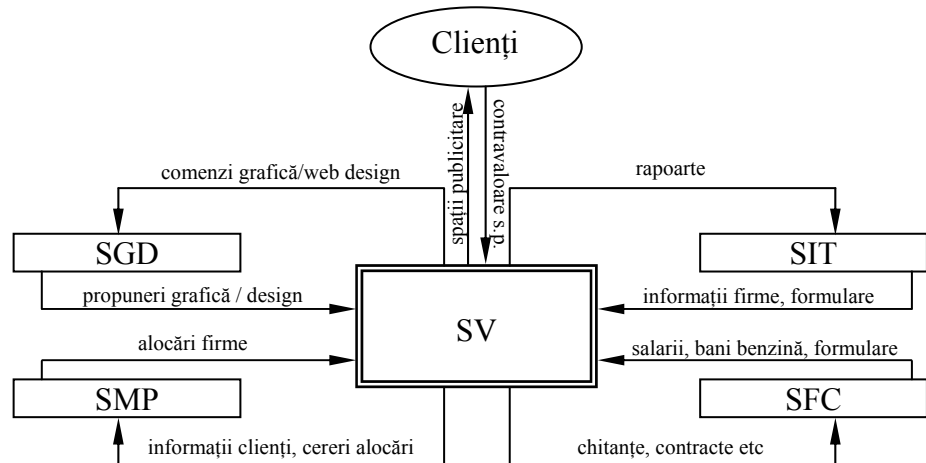 Clienți
spații publicitare
contravaloare s.p.
comenzi grafică/web design
rapoarte
SGD
SIT
propuneri grafică / design
informații firme, formulare
SV
alocări firme
salarii, bani benzină, formulare
SMP
SFC
informații clienți, cereri alocări
chitanțe, contracte etc